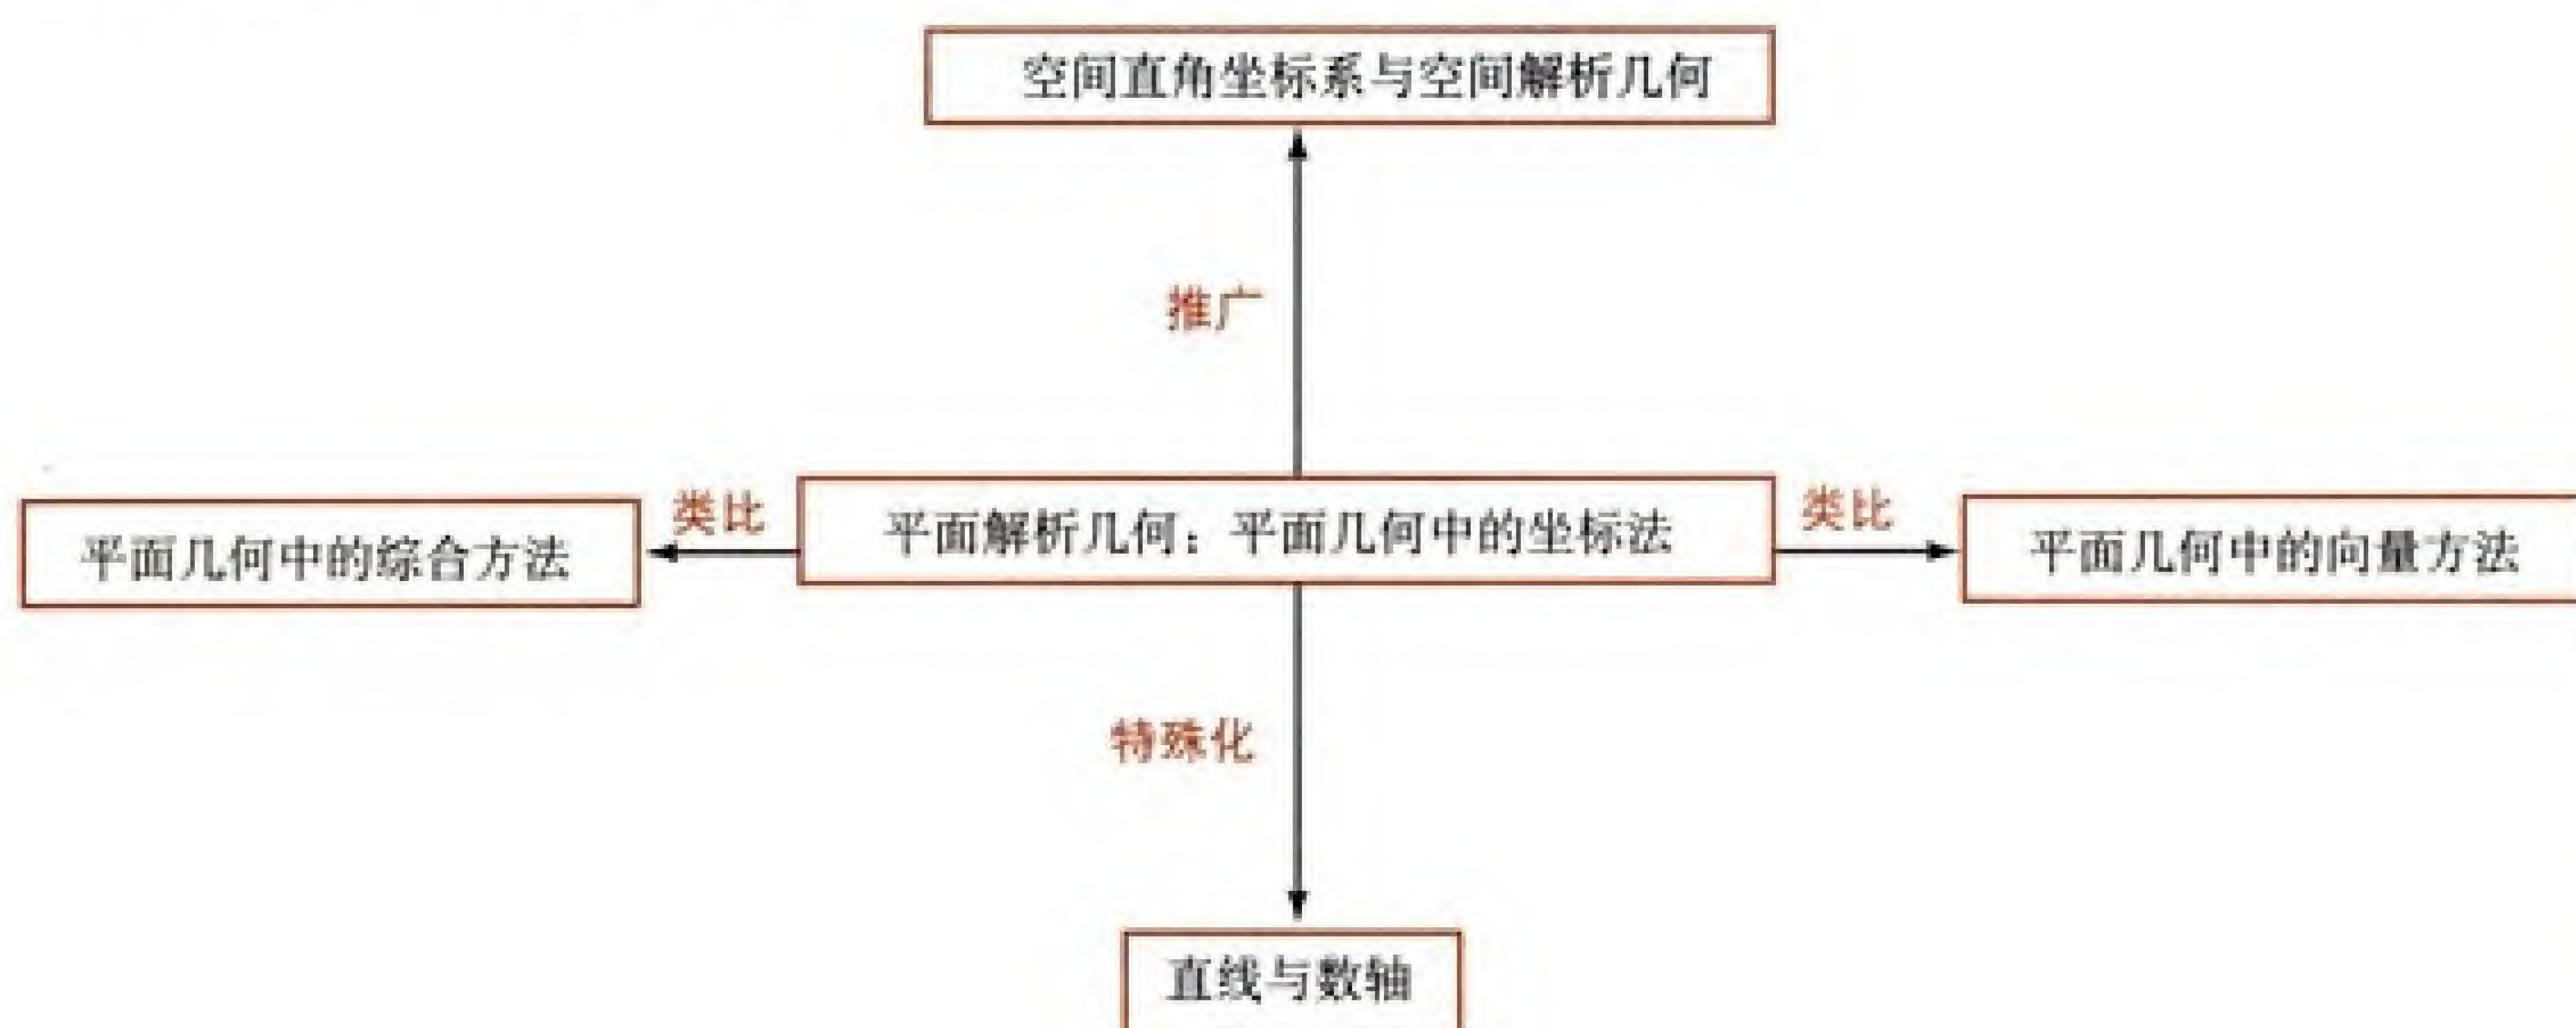 空间直角坐标系与空间解析几何
推广
类比
平面解析几何：平面几何中的坐标法
类比
平面几何中的综合方法
平面几何中的向量方法
特殊化
直线与数轴